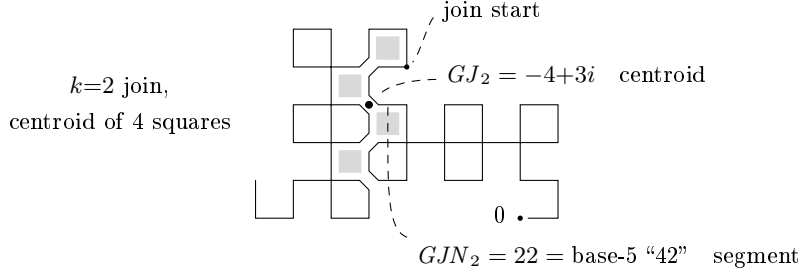 join start
GJ₂ = −4+3i centroid
k=2 join,
centroid of 4 squares
0
GJN₂ = 22 = base-5 “42” segment